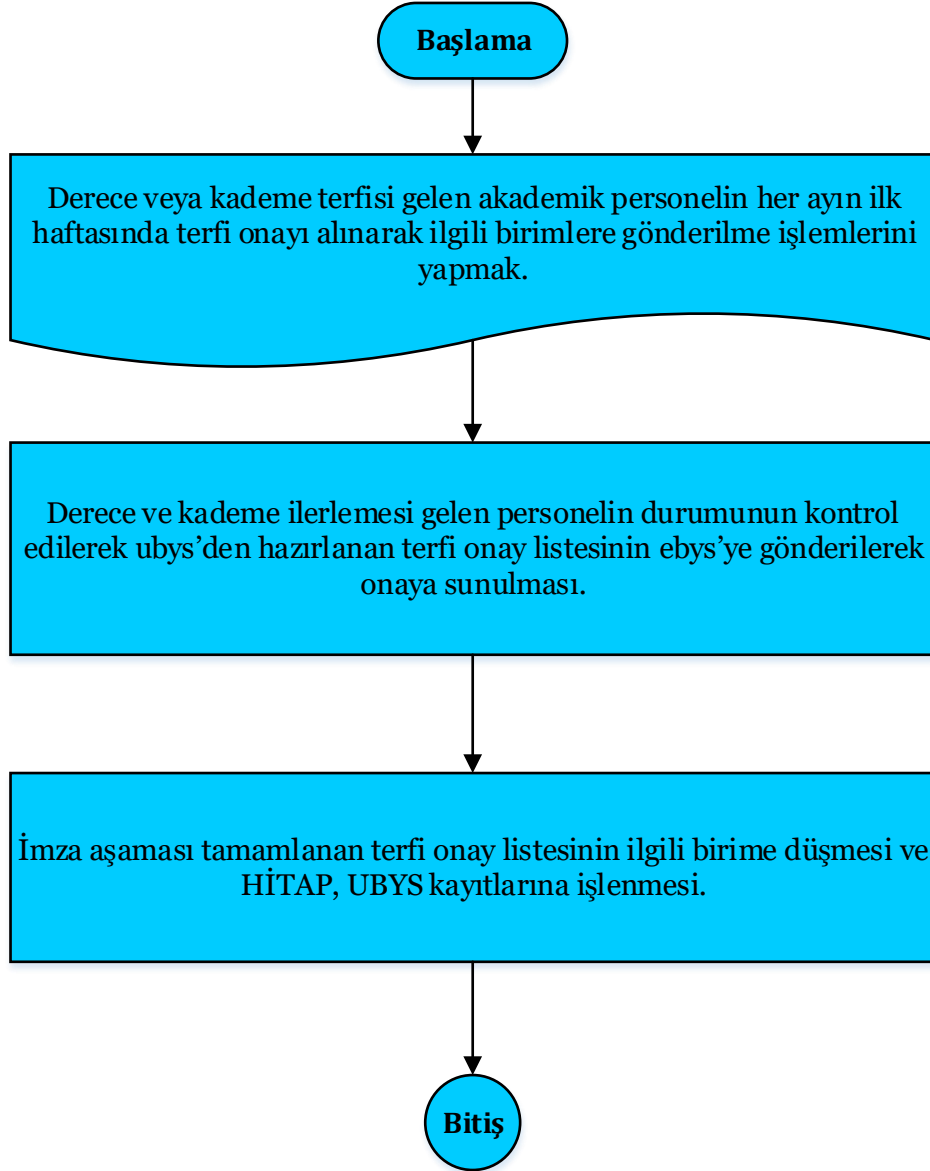 Başlama
Derece veya kademe terfisi gelen akademik personelin her ayın ilk
haftasında terfi onayı alınarak ilgili birimlere gönderilme işlemlerini
yapmak.
Derece ve kademe ilerlemesi gelen personelin durumunun kontrol
edilerek ubys’den hazırlanan terfi onay listesinin ebys’ye gönderilerek
onaya sunulması.
İmza aşaması tamamlanan terfi onay listesinin ilgili birime düşmesi ve
HİTAP, UBYS kayıtlarına işlenmesi.
Bitiş